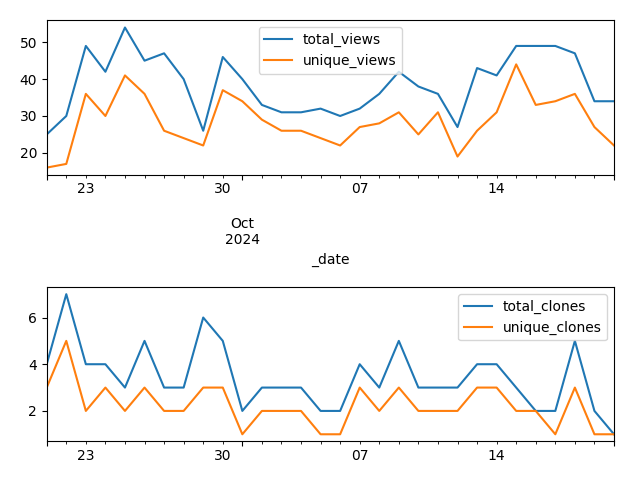 50
40
30
20
total_views
unique_views
23
30
07
14
Oct
2024
_date
6
4
2
total_clones
unique_clones
23
30
07
14